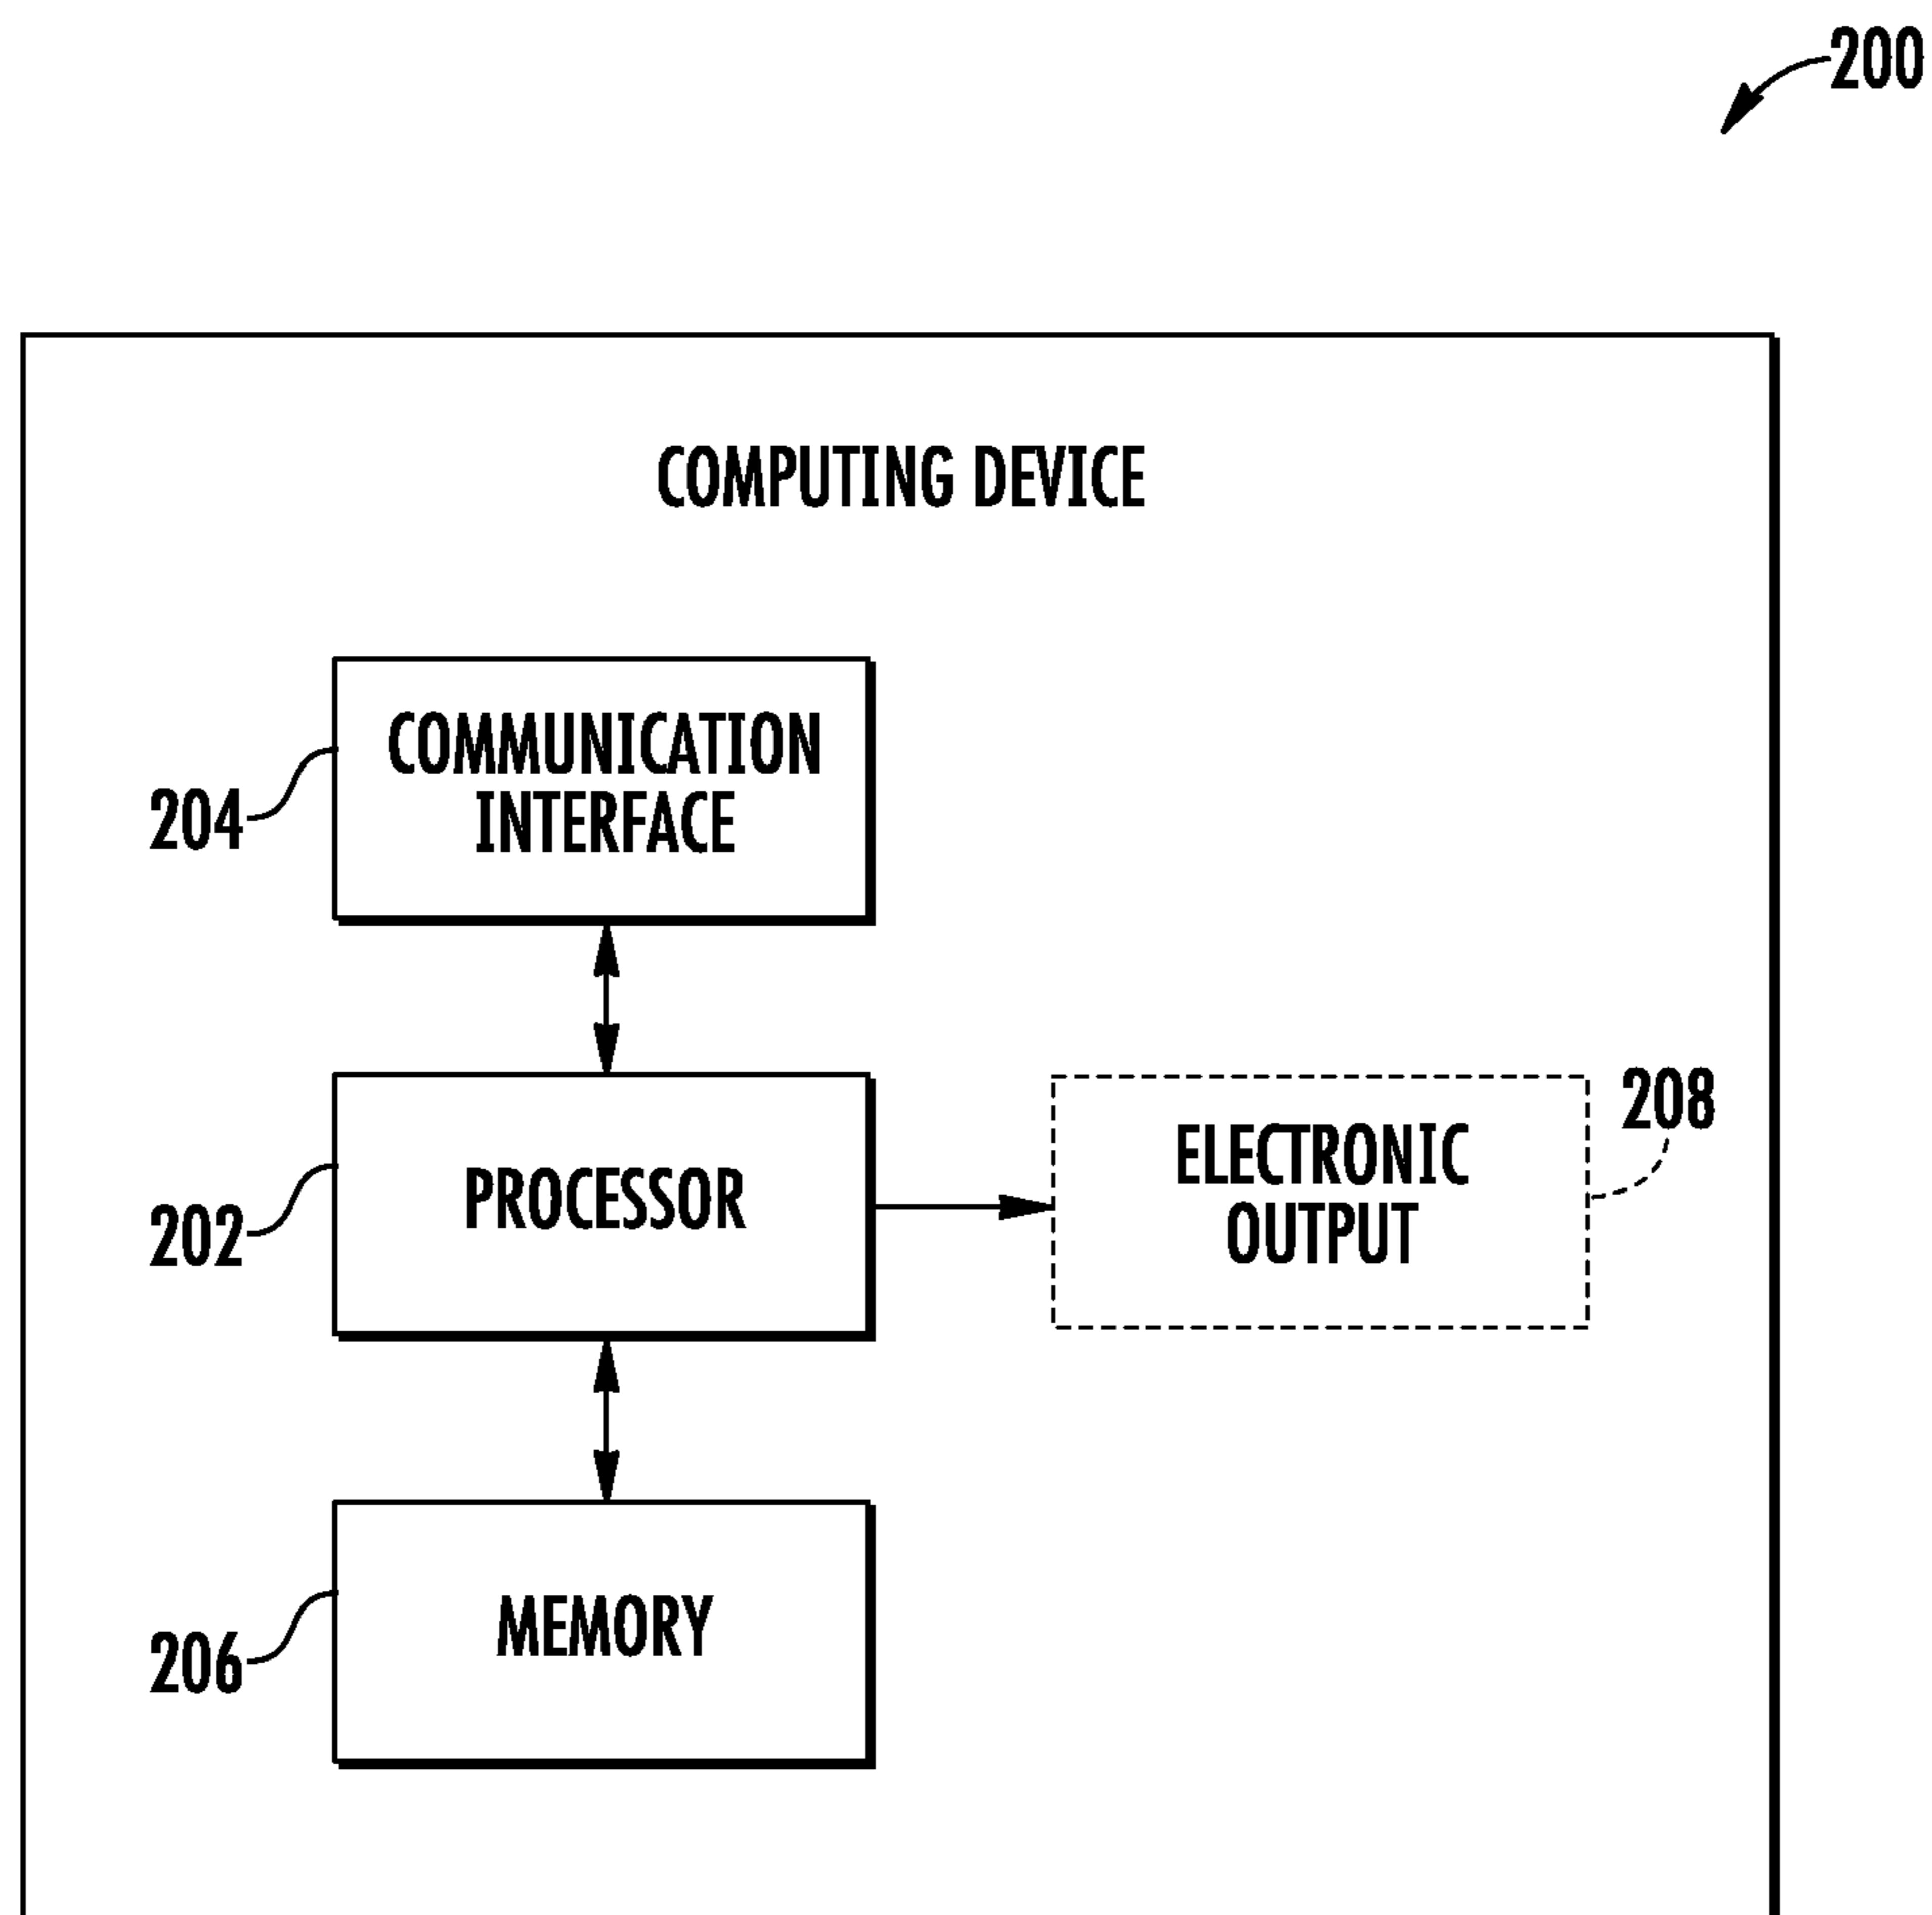 200
COMPUTING DEVICE
COMMUNICATION
INTERFACE
204
PROCESSOR
202
ELECTRONIC
OUTPUT
208
MEMORY
206